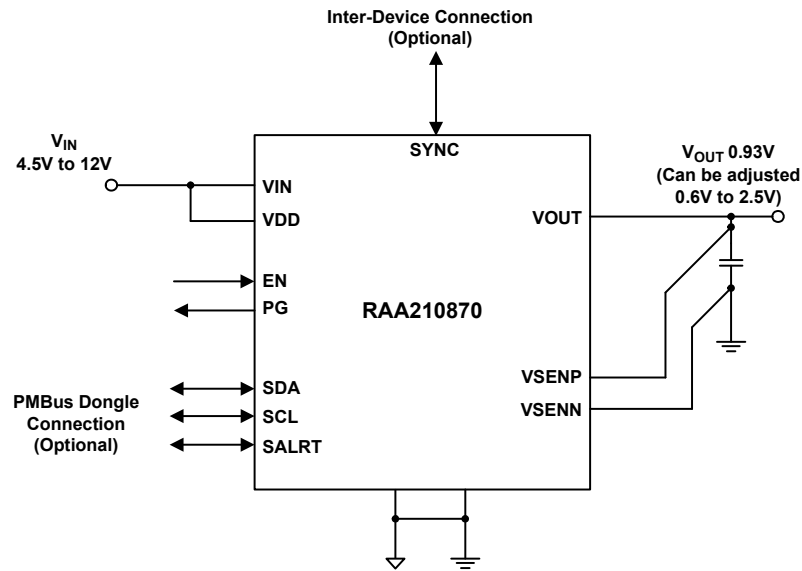 Inter-Device Connection
(Optional)
SYNC
VIN
4.5V to 12V
VIN
VDD
EN
PG
RAA210870
VOUT
VOUT 0.93V
(Can be adjusted
0.6V to 2.5V)
PMBus Dongle
Connection
(Optional)
SDA
SCL
SALRT
VSENP
VSENN